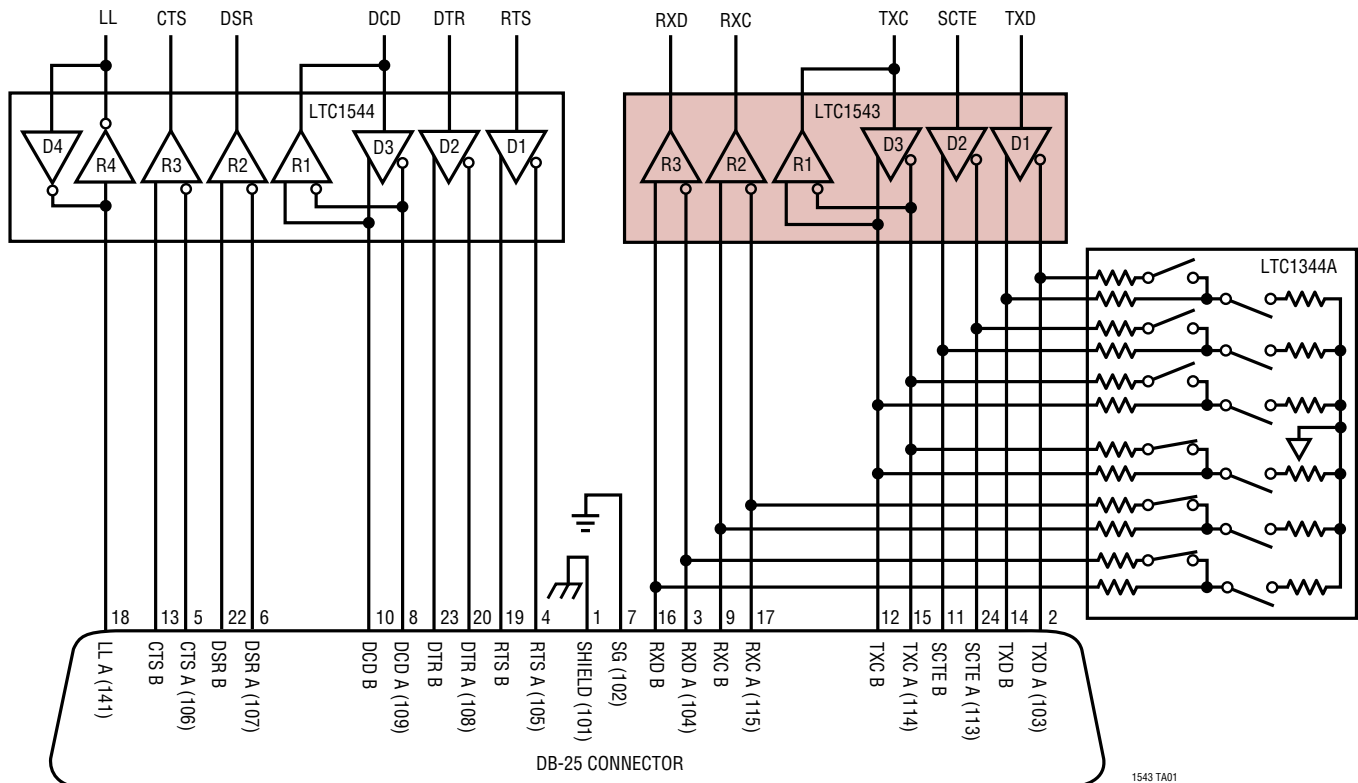 LL CTS DSR DCD DTR RTS RXD RXC TXC SCTE TXD
LTC1544 LTC1543
D4 R4 R3 R2 R1 D3 D2 D1 R3 R2 R1 D3 D2 D1
LTC1344A
18 13 5 22 6 10 8 23 20 19 4 1 7 16 3 9 17 12 15 11 24 14 2
LL A (141)
CTS B
CTS A (106)
DSR B
DSR A (107)
DCD B
DCD A (109)
DTR B
DTR A (108)
RTS B
RTS A (105)
SHIELD (101)
SG (102)
RXD B
RXD A (104)
RXC B
RXC A (115)
TXC B
TXC A (114)
SCTE B
SCTE A (113)
TXD B
TXD A (103)
DB-25 CONNECTOR
1543 TA01